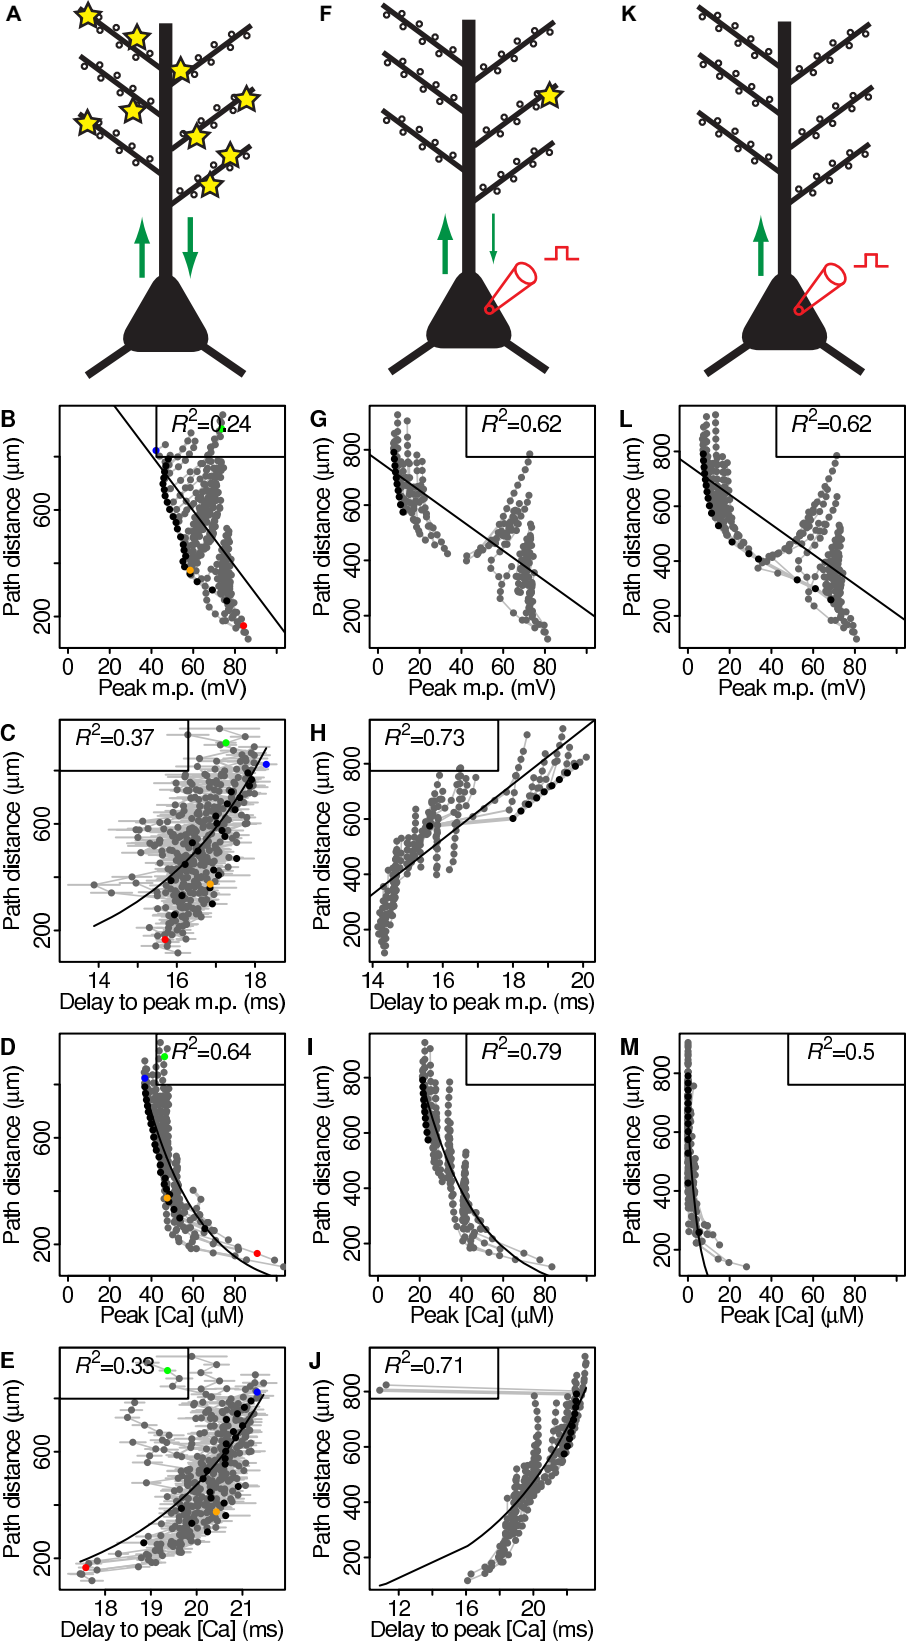 A F K
B G L
R²=0.24
R²=0.62
R²=0.62
Path distance (µm)
200 600
0 20 40 60 80
Peak m.p. (mV)
Path distance (µm)
200 400 600 800
0 20 40 60 80
Peak m.p. (mV)
Path distance (µm)
200 400 600 800
0 20 40 60 80
Peak m.p. (mV)
C H
R²=0.37
R²=0.73
Path distance (µm)
200 600
14 16 18
Delay to peak m.p. (ms)
Path distance (µm)
200 400 600 800
14 16 18 20
Delay to peak m.p. (ms)
D I M
R²=0.64
R²=0.79
R²=0.5
Path distance (µm)
200 600
0 20 40 60 80
Peak [Ca] (µM)
Path distance (µm)
200 400 600 800
0 20 40 60 80
Peak [Ca] (µM)
Path distance (µm)
200 400 600 800
0 20 40 60 80
Peak [Ca] (µM)
E J
R²=0.33
R²=0.71
Path distance (µm)
200 600
18 19 20 21
Delay to peak [Ca] (ms)
Path distance (µm)
200 400 600 800
12 16 20
Delay to peak [Ca] (ms)